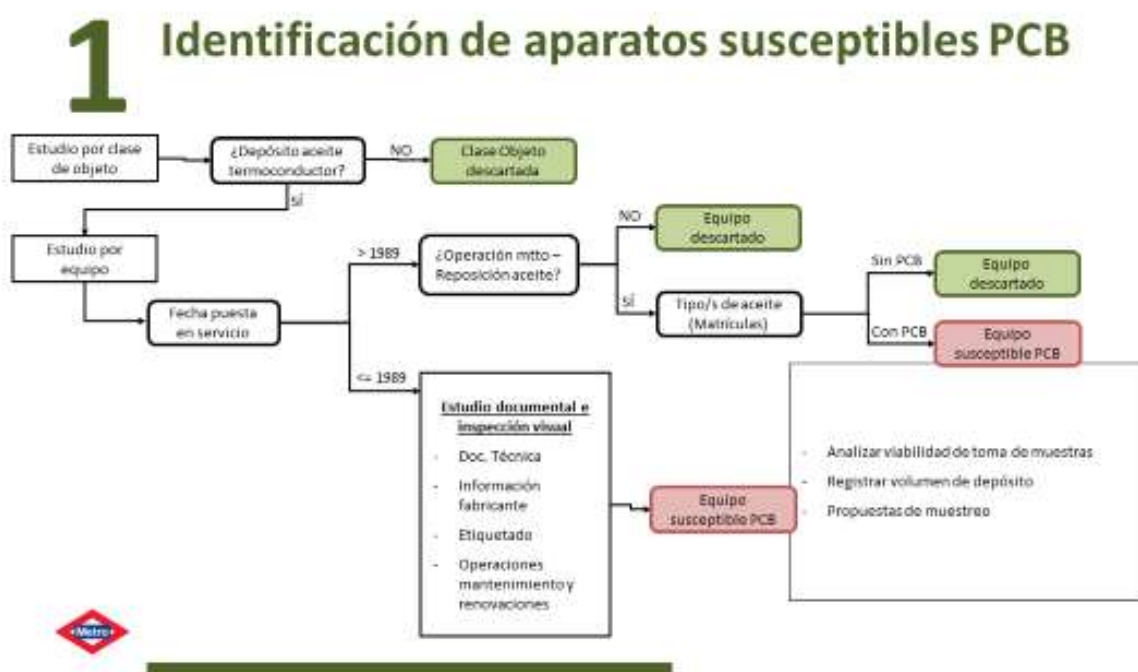 1 Identificación de aparatos susceptibles PCB
Estudio por clase
de objeto
¿Depósito aceite
termoconductor?
NO
Clase Objeto
descartada
SÍ
Estudio por
equipo
Fecha puesta
en servicio
> 1989
¿Operación mtto –
Reposición aceite?
NO
Equipo
descartado
SÍ
Tipo/s de aceite
(Matrículas)
Sin PCB
Equipo
descartado
Con PCB
Equipo
susceptible PCB
<= 1989
Estudio documental e
inspección visual
- Doc. Técnica
- Información
fabricante
- Etiquetado
- Operaciones
mantenimiento y
renovaciones
Equipo
susceptible PCB
- Analizar viabilidad de toma de muestras
- Registrar volumen de depósito
- Propuestas de muestreo
Metro